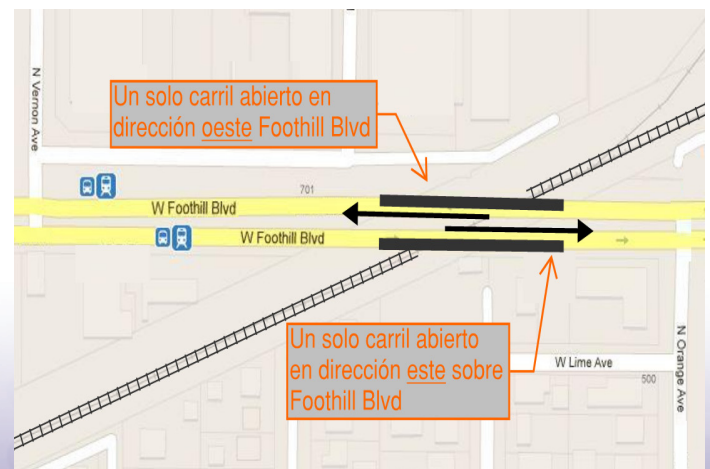 N Vernon Ave
Un solo carril abierto en
dirección oeste Foothill Blvd
701
W Foothill Blvd
W Foothill Blvd
Un solo carril abierto
en dirección este sobre
Foothill Blvd
W Lime Ave
500
N Orange Ave